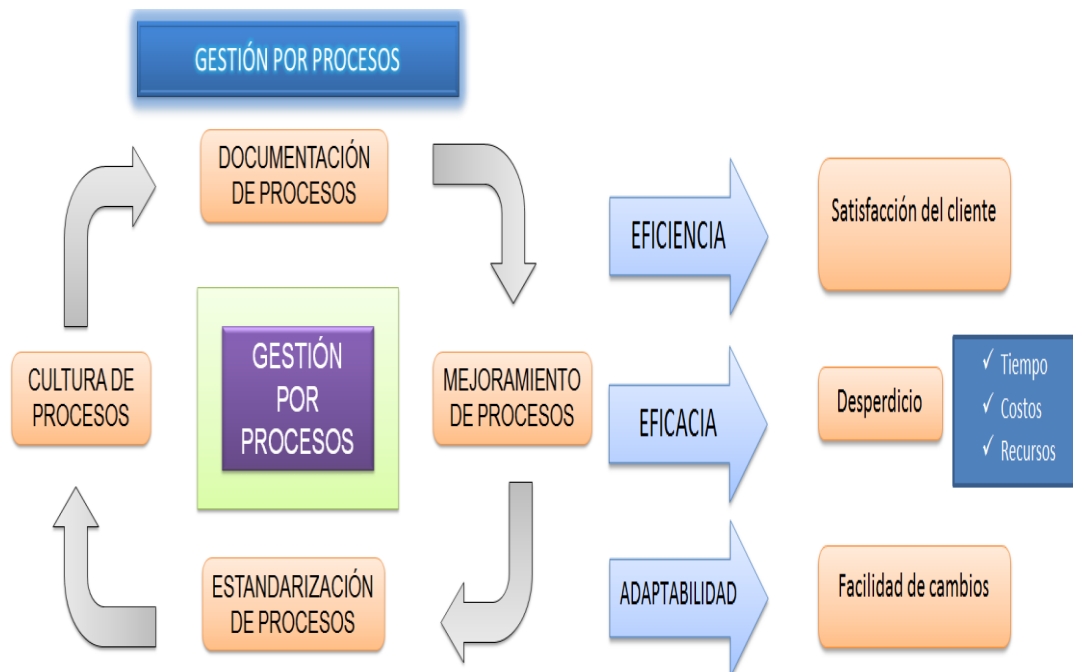 GESTIÓN POR PROCESOS
DOCUMENTACIÓN
DE PROCESOS
EFICIENCIA
Satisfacción del cliente
CULTURA DE
PROCESOS
GESTIÓN
POR
PROCESOS
MEJORAMIENTO
DE PROCESOS
EFICACIA
Desperdicio
✓ Tiempo
✓ Costos
✓ Recursos
ESTANDARIZACIÓN
DE PROCESOS
ADAPTABILIDAD
Facilidad de cambios